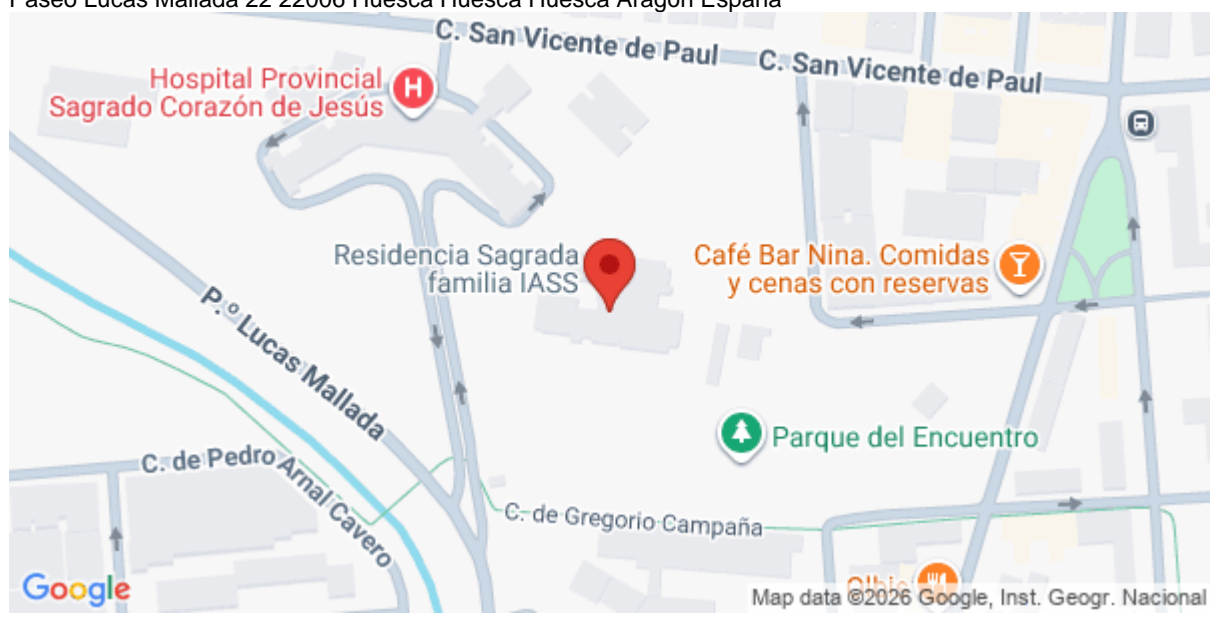 Paseo Lucas Mallada 22 22006 Huesca Huesca Huesca Aragón España
C. San Vicente de Paul
C. San Vicente de Paul
Hospital Provincial
Sagrado Corazón de Jesús
H
Residencia Sagrada
familia IASS
Café Bar Nina. Comidas
y cenas con reservas
P.º Lucas Mallada
Parque del Encuentro
C. de Pedro Arnal Cavero
C. de Gregorio Campaña
Google
Map data ©2026 Google, Inst. Geogr. Nacional